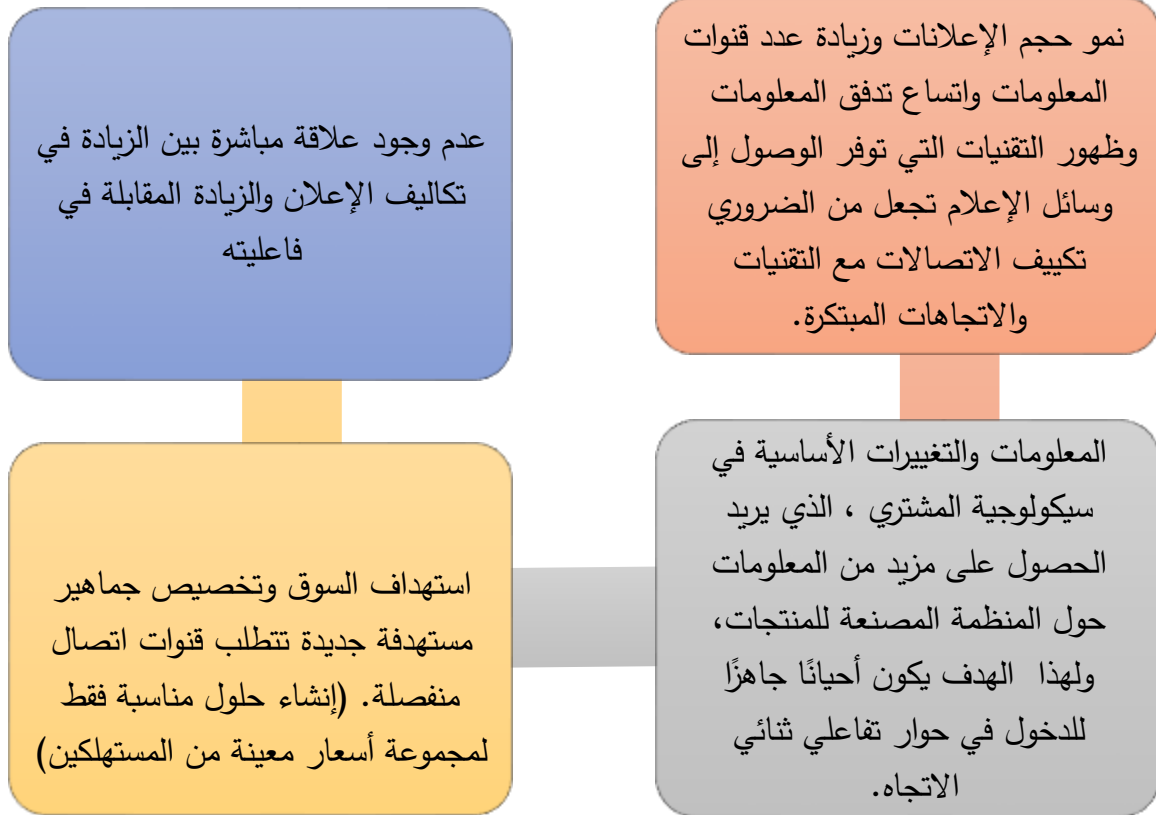 نمو حجم الإعلانات وزيادة عدد قنوات
المعلومات واتساع تدفق المعلومات
وظهور التقنيات التي توفر الوصول إلى
وسائل الإعلام تجعل من الضروري
تكييف الاتصالات مع التقنيات
والاتجاهات المبتكرة.
المعلومات والتغييرات الأساسية في
سيكولوجية المشتري ، الذي يريد
الحصول على مزيد من المعلومات
حول المنظمة المصنعة للمنتجات،
ولهذا الهدف يكون أحيانًا جاهزًا
للدخول في حوار تفاعلي ثنائي
الاتجاه.
استهداف السوق وتخصيص جماهير
مستهدفة جديدة تتطلب قنوات اتصال
منفصلة. (إنشاء حلول مناسبة فقط
لمجموعة أسعار معينة من المستهلكين)
عدم وجود علاقة مباشرة بين الزيادة في
تكاليف الإعلان والزيادة المقابلة في
فاعليته